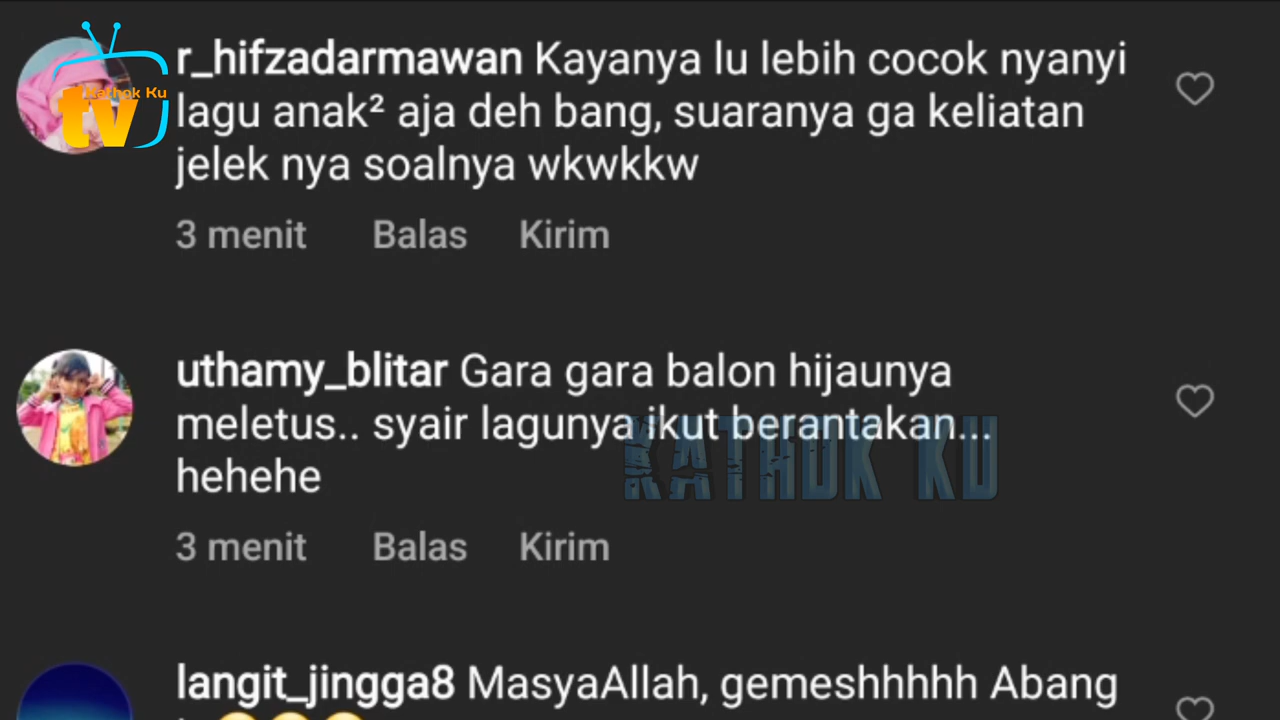 r_hifzadarmawan Kayanya lu lebih cocok nyanyi
lagu anak² aja deh bang, suaranya ga keliatan
jelek nya soalnya wkwkkw
3 menit Balas Kirim
uthamy_blitar Gara gara balon hijaunya
meletus.. syair lagunya ikut berantakan...
hehehe
3 menit Balas Kirim
langit_jingga8 MasyaAllah, gemeshhhhh Abang
Kathok Ku
tv
KATHOK KU